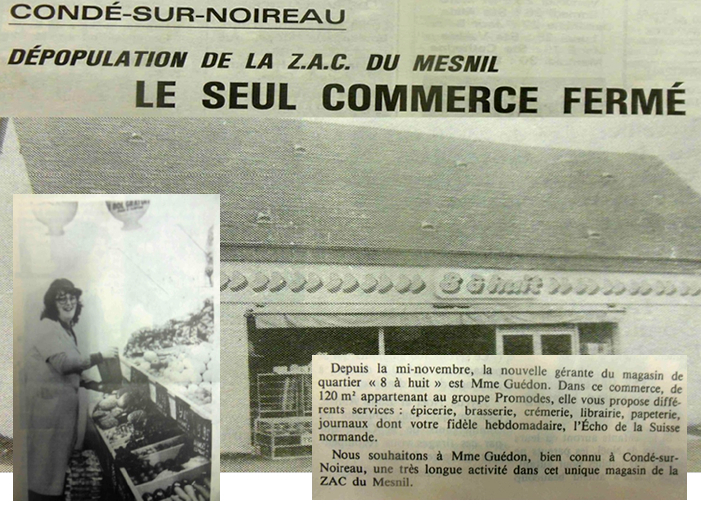 CONDÉ-SUR-NOIREAU
DÉPOPULATION DE LA Z.A.C. DU MESNIL
LE SEUL COMMERCE FERMÉ
8 à huit
Depuis la mi-novembre, la nouvelle gérante du magasin de
quartier « 8 à huit » est Mme Guédon. Dans ce commerce, de
120 m² appartenant au groupe Promodes, elle vous propose diffé-
rents services : épicerie, brasserie, crémerie, librairie, papeterie,
journaux dont votre fidèle hebdomadaire, l'Écho de la Suisse
normande.
Nous souhaitons à Mme Guédon, bien connu à Condé-sur-
Noireau, une très longue activité dans cet unique magasin de la
ZAC du Mesnil.